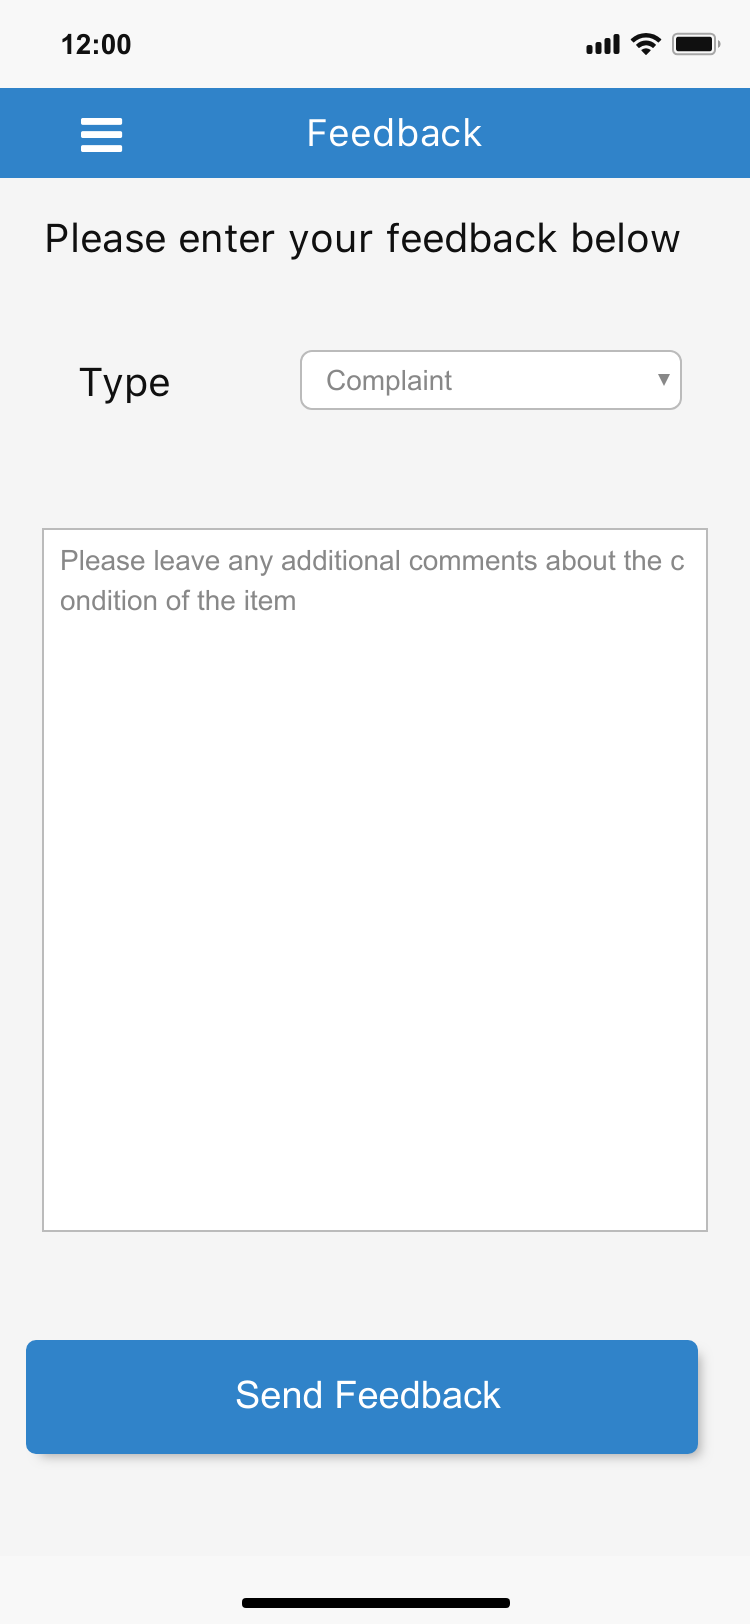 12:00
Feedback
Please enter your feedback below
Type
Complaint
Please leave any additional comments about the c
ondition of the item
Send Feedback